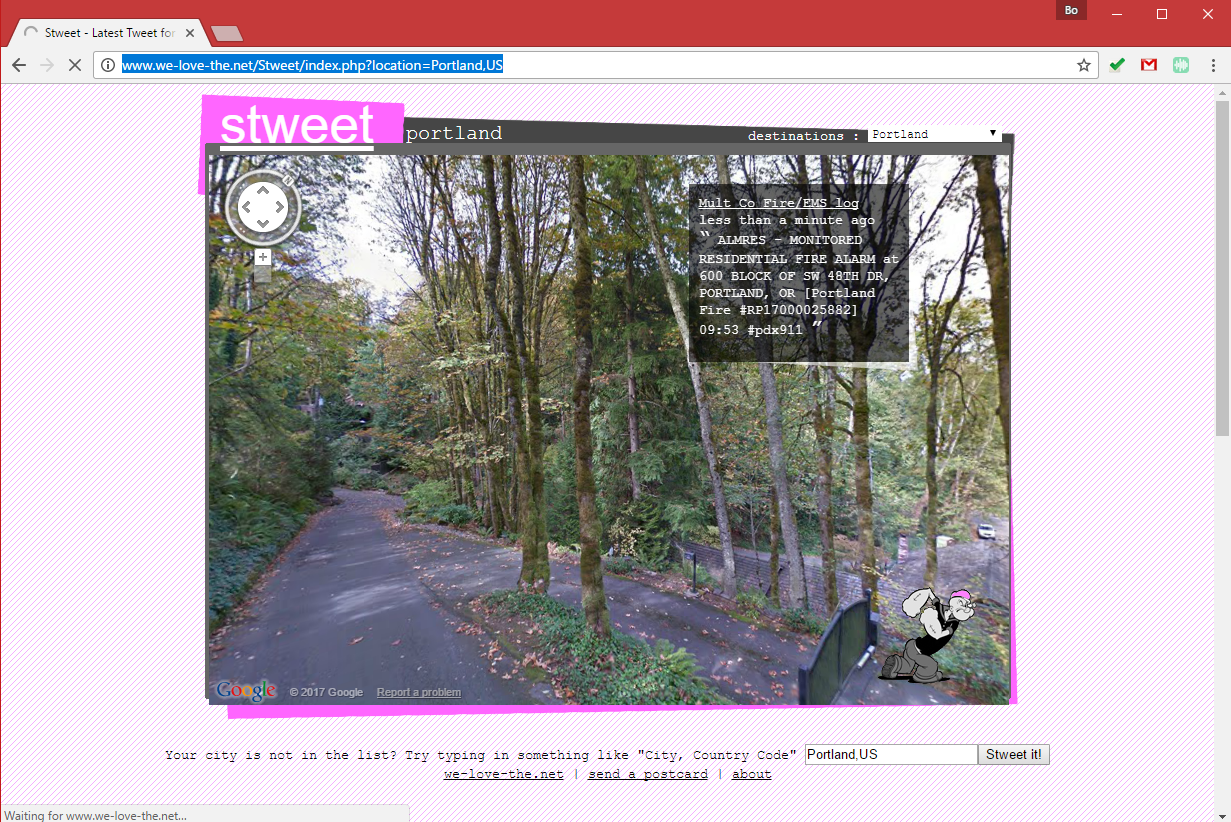 Bo
Stweet - Latest Tweet for
www.we-love-the.net/Stweet/index.php?location=Portland,US
stweet
portland
destinations :
Portland
Mult Co Fire/EMS log
less than a minute ago
“ ALMRES - MONITORED
RESIDENTIAL FIRE ALARM at
600 BLOCK OF SW 48TH DR,
PORTLAND, OR [Portland
Fire #RP17000025882]
09:53 #pdx911 ”
Google © 2017 Google Report a problem
Your city is not in the list? Try typing in something like "City, Country Code" Portland,US Stweet it!
we-love-the.net | send a postcard | about
Waiting for www.we-love-the.net...